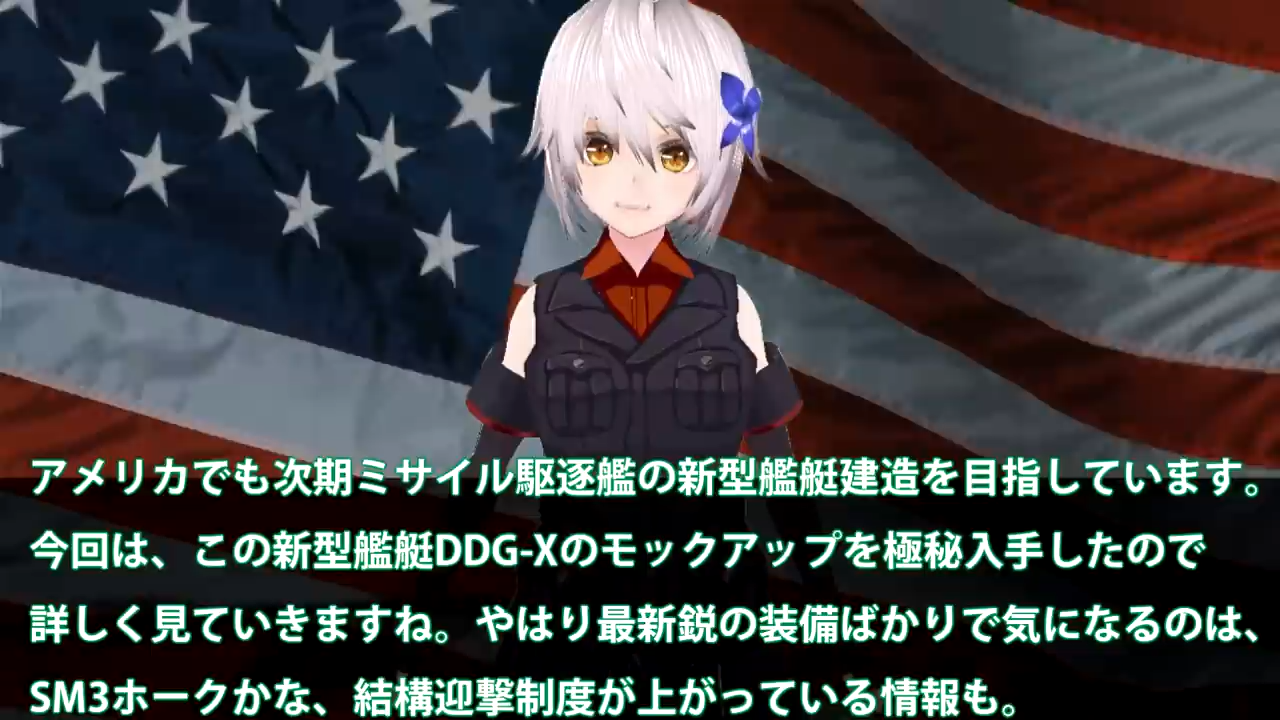 アメリカでも次期ミサイル駆逐艦の新型艦艇建造を目指しています。
今回は、この新型艦艇DDG-Xのモックアップを極秘入手したので
詳しく見ていきますね。やはり最新鋭の装備ばかりで気になるのは、
SM3ホークかな、結構迎撃制度が上がっている情報も。